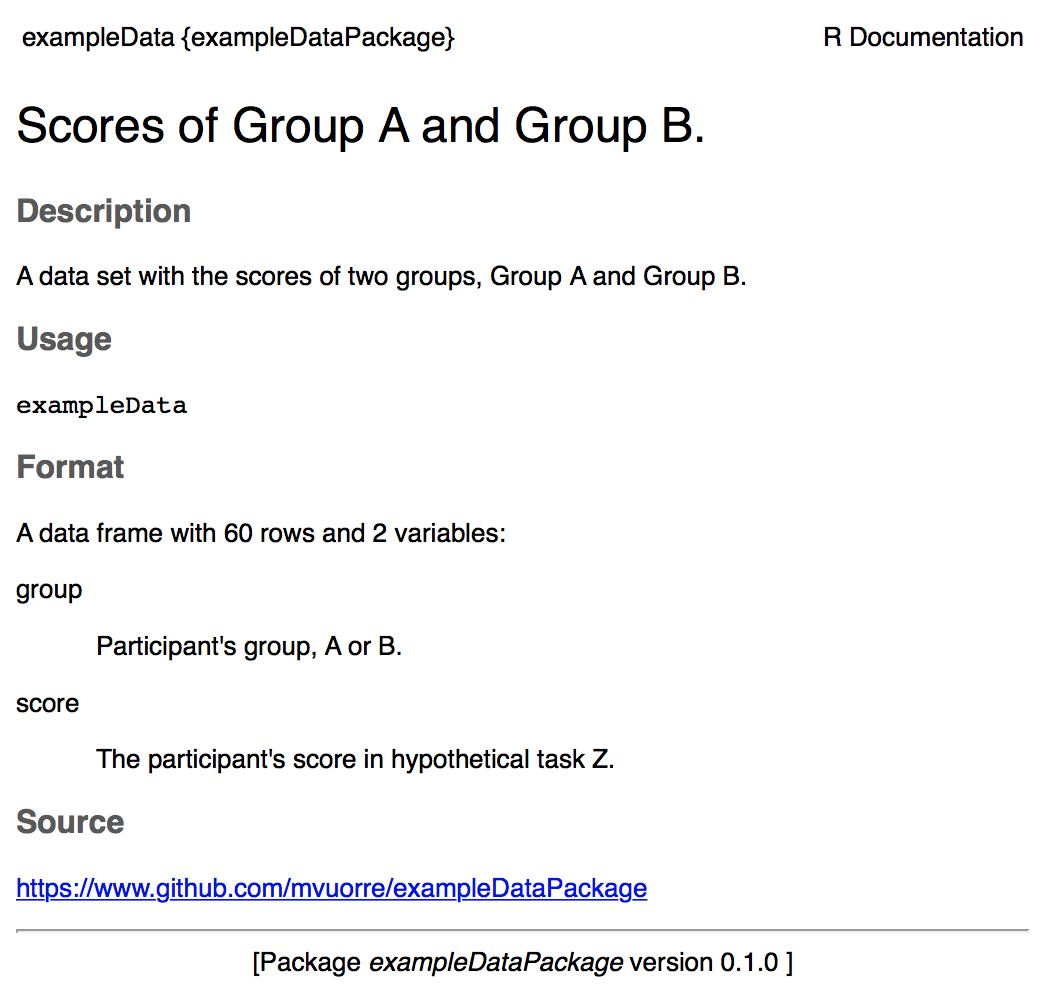 exampleData {exampleDataPackage} R Documentation
Scores of Group A and Group B.
Description
A data set with the scores of two groups, Group A and Group B.
Usage
exampleData
Format
A data frame with 60 rows and 2 variables:
group
Participant's group, A or B.
score
The participant's score in hypothetical task Z.
Source
https://www.github.com/mvuorre/exampleDataPackage
[Package exampleDataPackage version 0.1.0 ]